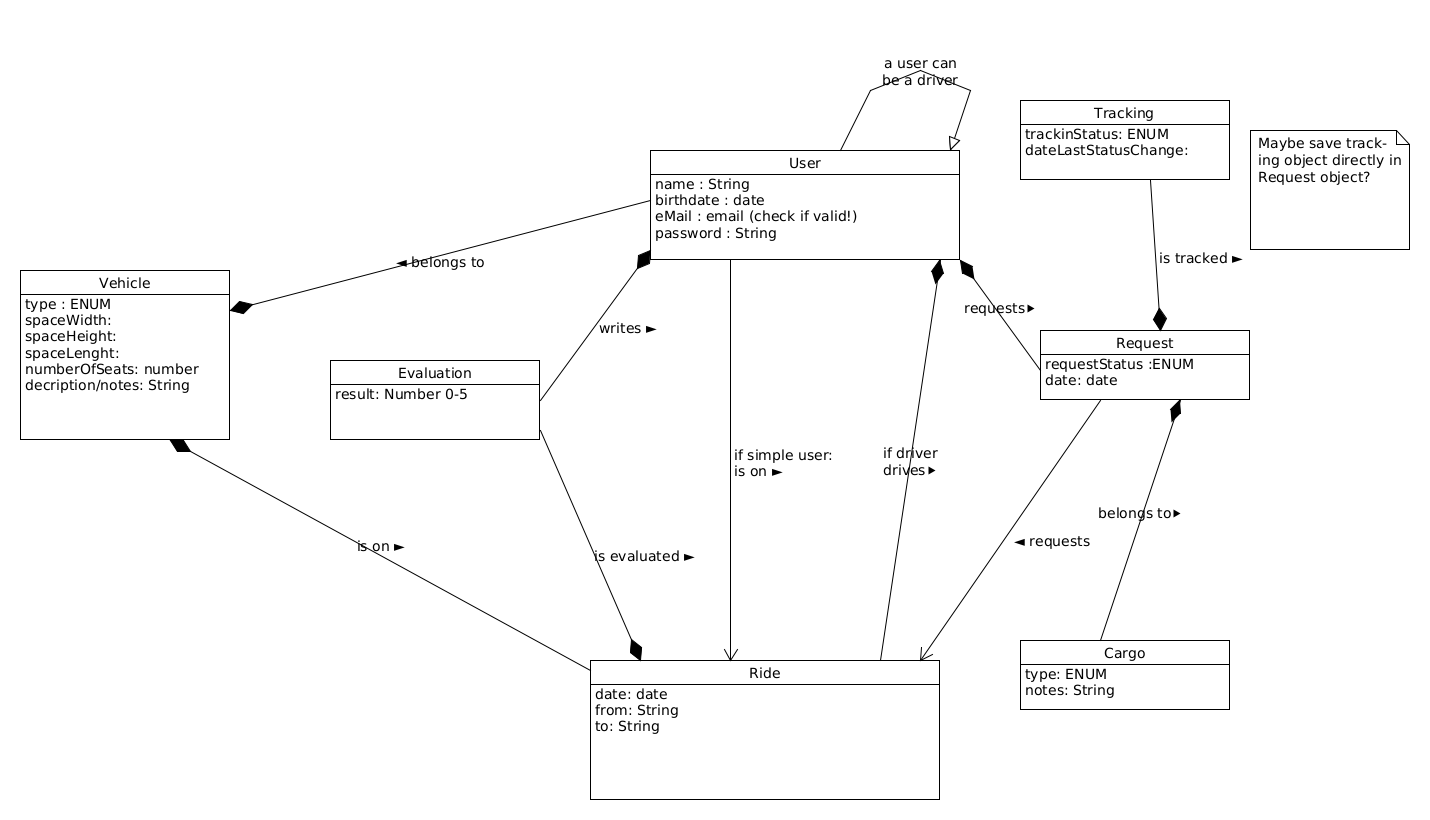 a user can
be a driver
Tracking
trackinStatus: ENUM
dateLastStatusChange:
Maybe save track-
ing object directly in
Request object?
User
name : String
birthdate : date
eMail : email (check if valid!)
password : String
◄ belongs to
is tracked ►
Vehicle
type : ENUM
spaceWidth:
spaceHeight:
spaceLenght:
numberOfSeats: number
decription/notes: String
writes ►
requests►
Request
requestStatus :ENUM
date: date
Evaluation
result: Number 0-5
if simple user:
is on ►
if driver
drives►
belongs to►
is on ►
is evaluated ►
◄ requests
Ride
date: date
from: String
to: String
Cargo
type: ENUM
notes: String